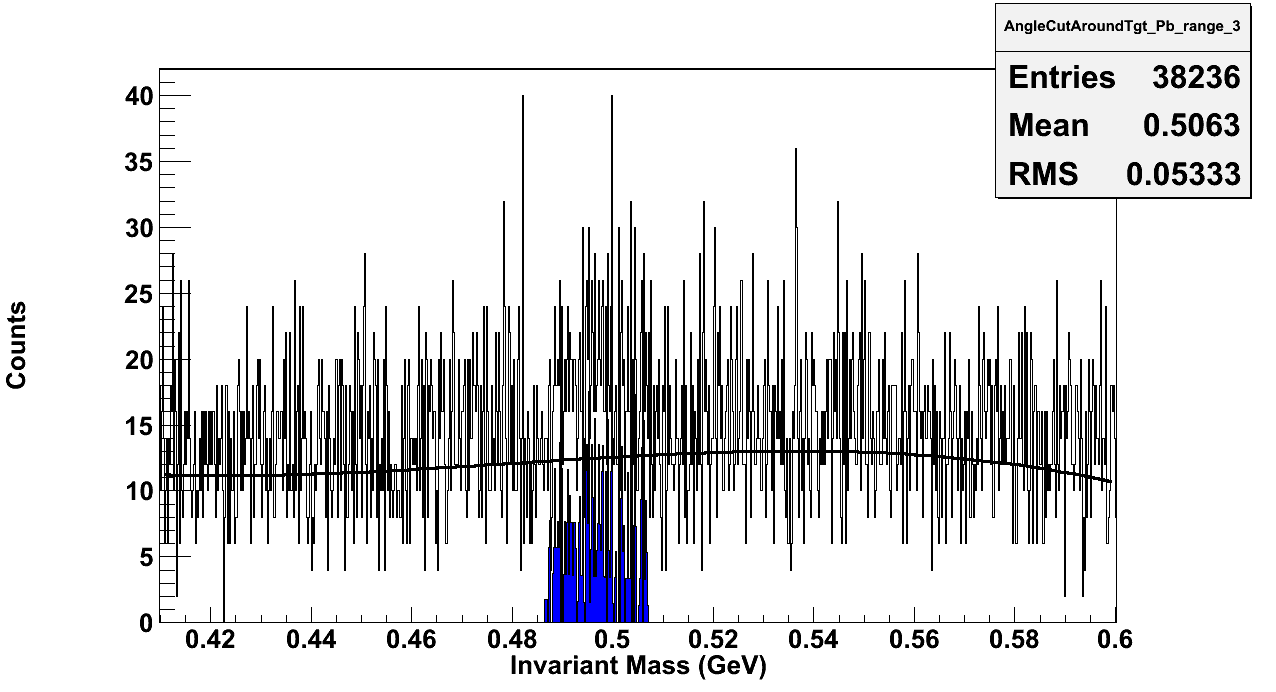 AngleCutAroundTgt_Pb_range_3
Entries 38236
Mean 0.5063
RMS 0.05333
Counts
40
35
30
25
20
15
10
5
0
0.42 0.44 0.46 0.48 0.5 0.52 0.54 0.56 0.58 0.6
Invariant Mass (GeV)